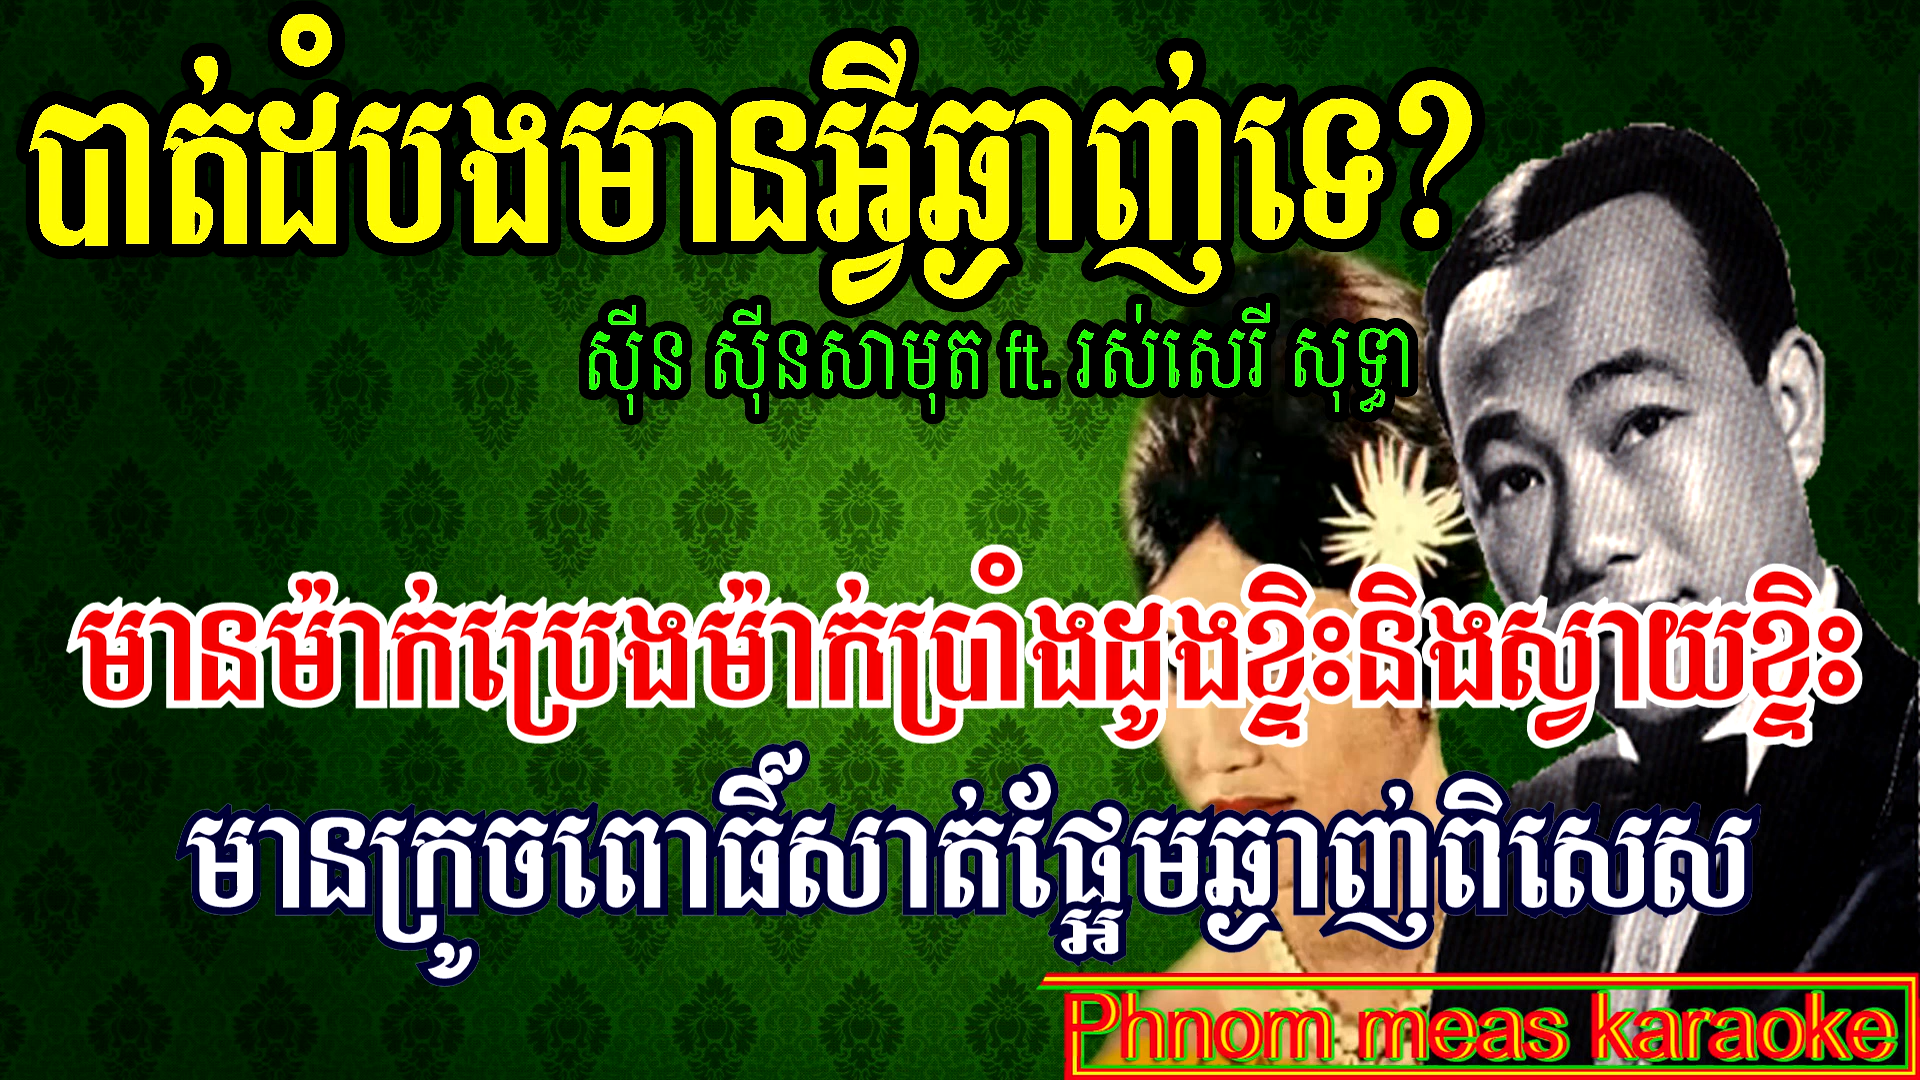 បាត់ដំបងមានអ្វីឆ្ងាញ់ទេ?
ស៊ីន ស៊ីនសាមុត ft. រស់សេរី សុទ្ធា
មានម៉ាក់ប្រេងម៉ាក់ប្រាំងដូងខ្ទិះនិងស្វាយខ្ទិះ
មានក្រូចពោធិ៍សាត់ផ្អែមឆ្ងាញ់ពិសេស
Phnom meas karaoke